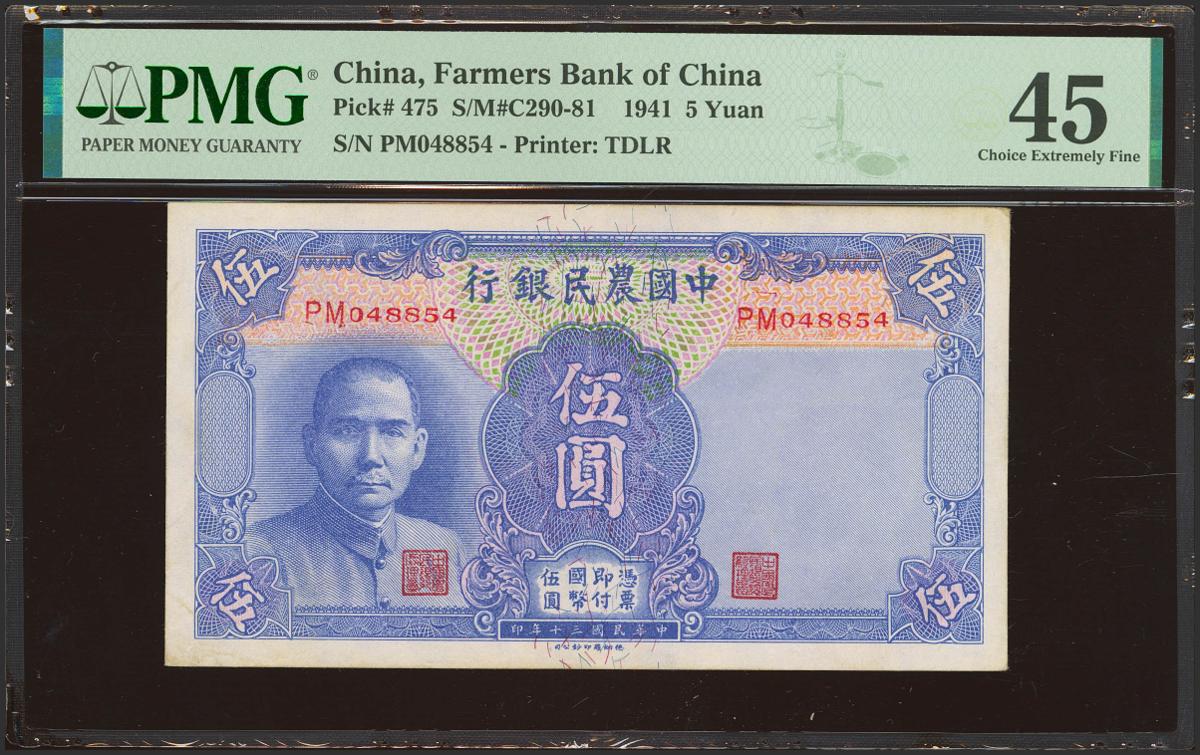 PMG®
PAPER MONEY GUARANTY
China, Farmers Bank of China
Pick# 475 S/M#C290-81 1941 5 Yuan
S/N PM048854 - Printer: TDLR
45
Choice Extremely Fine
伍
行銀民農國中
伍
PM048854
PM048854
伍
圓
憑票
即付
國幣
伍圓
伍
伍
印年十三國民華中